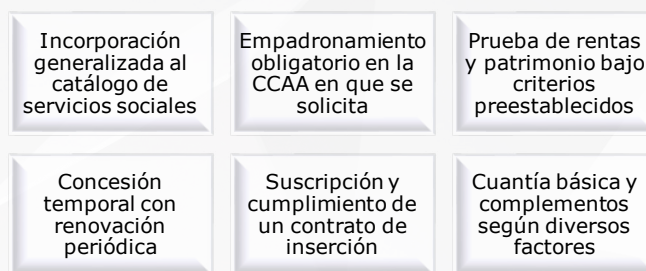 Incorporación
generalizada al
catálogo de
servicios sociales
Empadronamiento
obligatorio en la
CCAA en que se
solicita
Prueba de rentas
y patrimonio bajo
criterios
preestablecidos
Concesión
temporal con
renovación
periódica
Suscripción y
cumplimiento de
un contrato de
inserción
Cuantía básica y
complementos
según diversos
factores